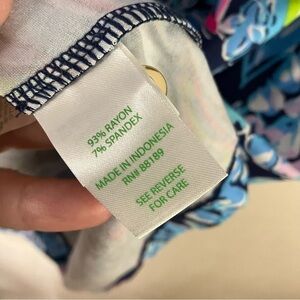 93% RAYON
7% SPANDEX
MADE IN INDONESIA
RN# 88189
SEE REVERSE
FOR CARE